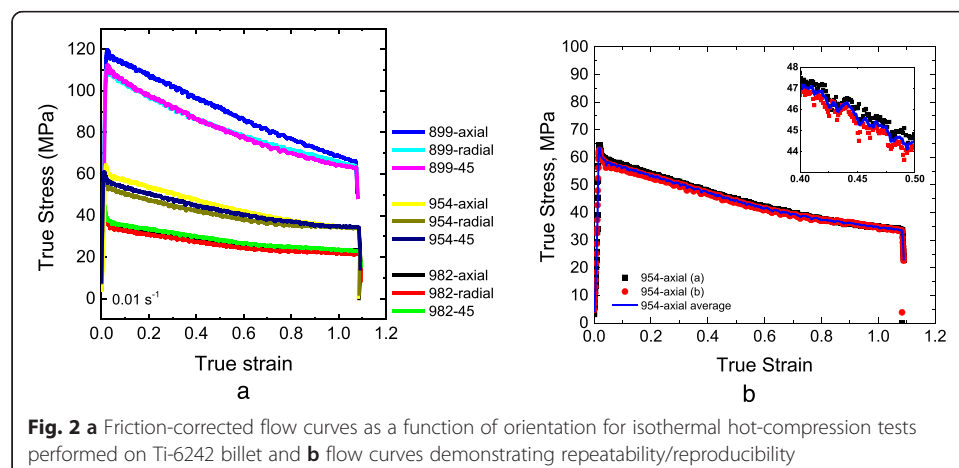 True Stress (MPa)
120
100
80
60
40
20
0
0.01 s⁻¹
0.0 0.2 0.4 0.6 0.8 1.0 1.2
True strain
a
899-axial
899-radial
899-45
954-axial
954-radial
954-45
982-axial
982-radial
982-45
True Stress, MPa
100
90
80
70
60
50
40
30
20
10
0
48
47
46
45
44
43
0.40 0.45 0.50
954-axial (a)
954-axial (b)
954-axial average
0.0 0.2 0.4 0.6 0.8 1.0 1.2
True Strain
b
Fig. 2 a Friction-corrected flow curves as a function of orientation for isothermal hot-compression tests
performed on Ti-6242 billet and b flow curves demonstrating repeatability/reproducibility